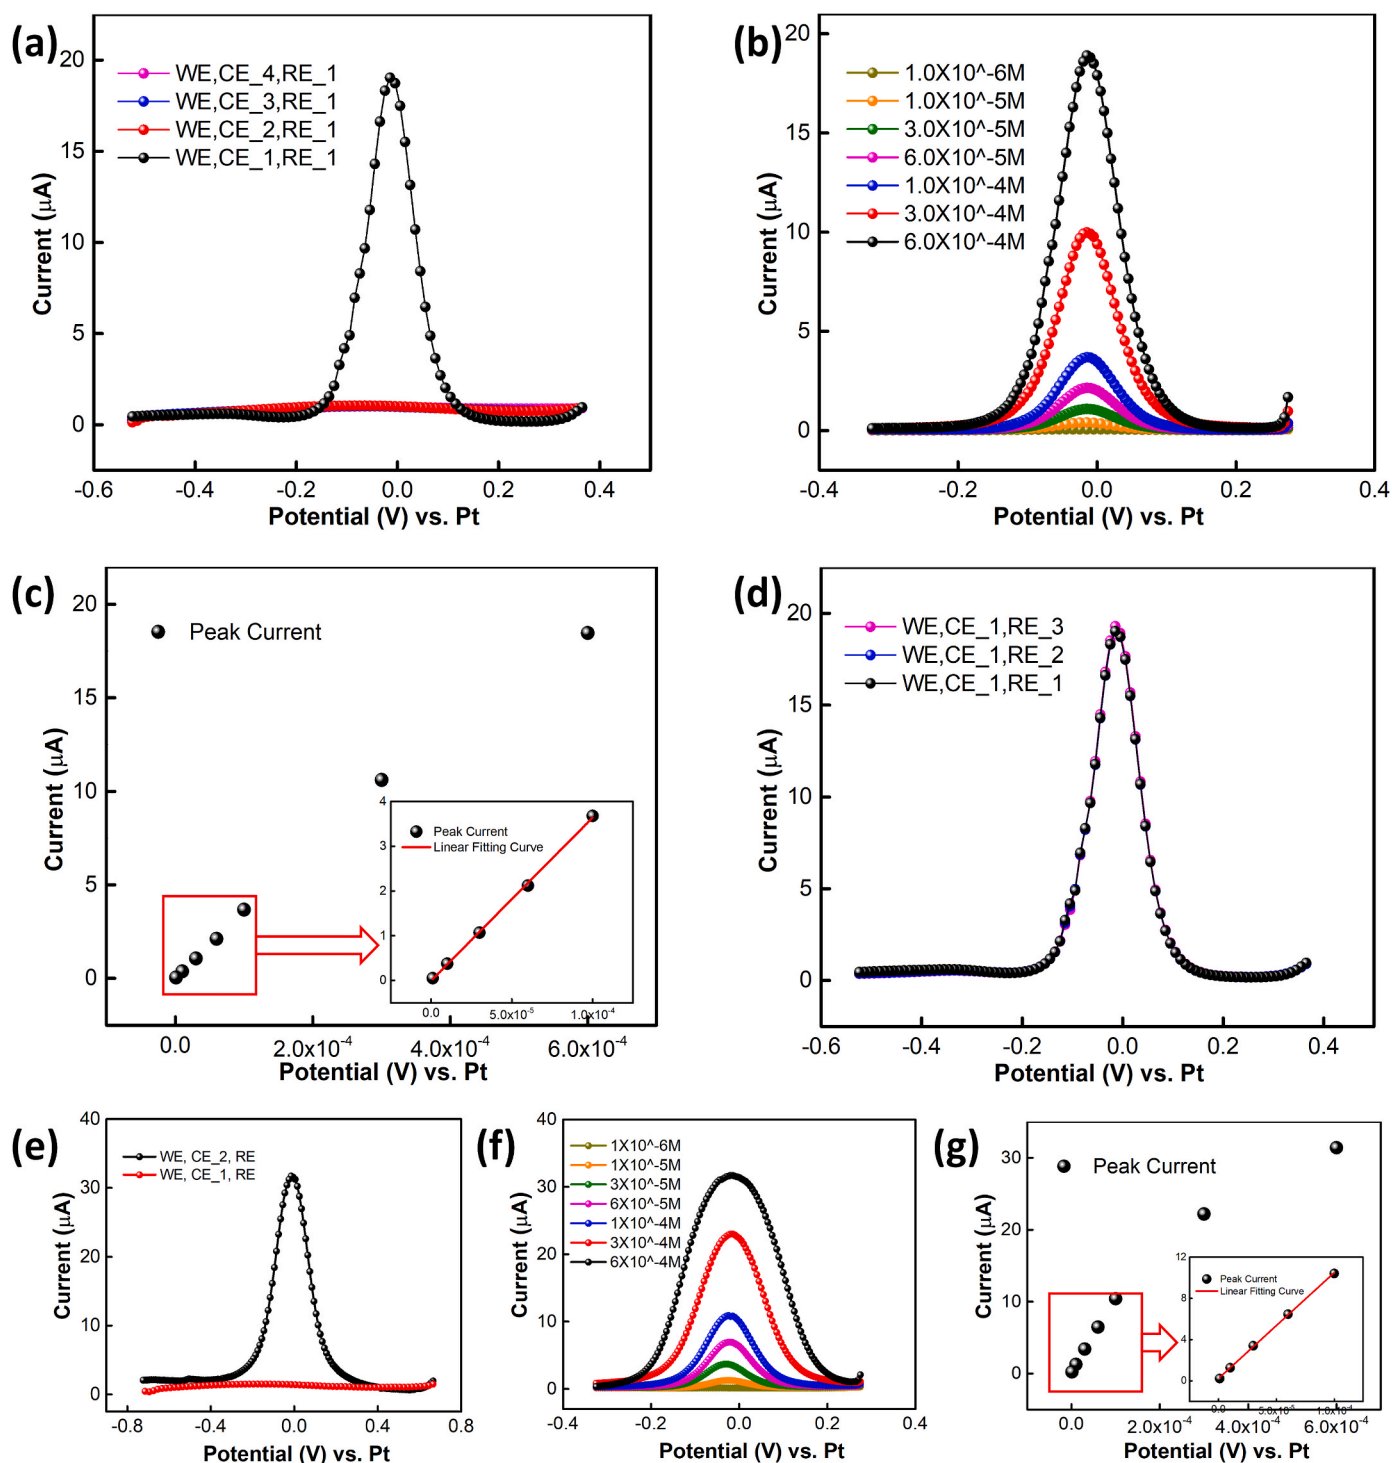 (a)
WE,CE_4,RE_1
WE,CE_3,RE_1
WE,CE_2,RE_1
WE,CE_1,RE_1
20
15
10
5
0
Current (μA)
-0.6
-0.4
-0.2
0.0
0.2
0.4
Potential (V) vs. Pt
(b)
1.0X10^-6M
1.0X10^-5M
3.0X10^-5M
6.0X10^-5M
1.0X10^-4M
3.0X10^-4M
6.0X10^-4M
20
15
10
5
0
Current (μA)
-0.4
-0.2
0.0
0.2
0.4
Potential (V) vs. Pt
(c)
Peak Current
20
15
10
5
0
Current (μA)
0.0
2.0x10⁻⁴
4.0x10⁻⁴
6.0x10⁻⁴
Potential (V) vs. Pt
Peak Current
Linear Fitting Curve
4
3
2
1
0
0.0
5.0x10⁻⁵
1.0x10⁻⁴
(d)
WE,CE_1,RE_3
WE,CE_1,RE_2
WE,CE_1,RE_1
20
15
10
5
0
Current (μA)
-0.6
-0.4
-0.2
0.0
0.2
0.4
Potential (V) vs. Pt
(e)
WE, CE_2, RE
WE, CE_1, RE
40
30
20
10
0
Current (μA)
-0.8
-0.4
0.0
0.4
0.8
Potential (V) vs. Pt
(f)
1X10^-6M
1X10^-5M
3X10^-5M
6X10^-5M
1X10^-4M
3X10^-4M
6X10^-4M
40
30
20
10
0
Current (μA)
-0.4
-0.2
0.0
0.2
0.4
Potential (V) vs. Pt
(g)
Peak Current
30
20
10
0
Current (μA)
0.0
2.0x10⁻⁴
4.0x10⁻⁴
6.0x10⁻⁴
Potential (V) vs. Pt
Peak Current
Linear Fitting Curve
12
8
4
0
0.0
5.0x10⁻⁵
1.0x10⁻⁴